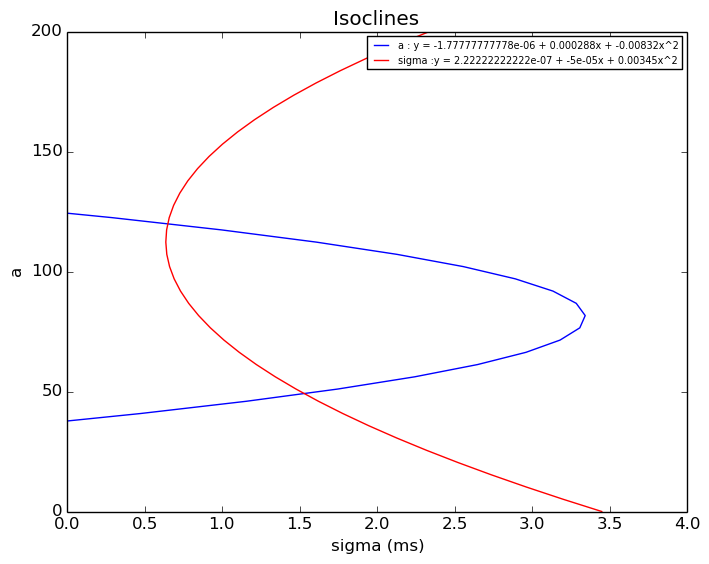 Isoclines
a : y = -1.77777777778e-06 + 0.000288x + -0.00832x^2
sigma :y = 2.22222222222e-07 + -5e-05x + 0.00345x^2
200
150
100
50
0
a
0.0 0.5 1.0 1.5 2.0 2.5 3.0 3.5 4.0
sigma (ms)